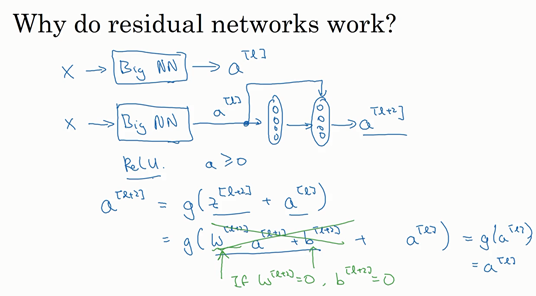 Why do residual networks work?
X → Big NN → a^[l]
X → Big NN a^[l] → a^[l+2]
ReLU. a ≥ 0
a^[l+2] = g(z^[l+2] + a^[l])
= g(W^[l+2] a^[l+1] + b^[l+2] + a^[l]) = g(a^[l])
= a^[l]
If W^[l+2] = 0, b^[l+2] = 0